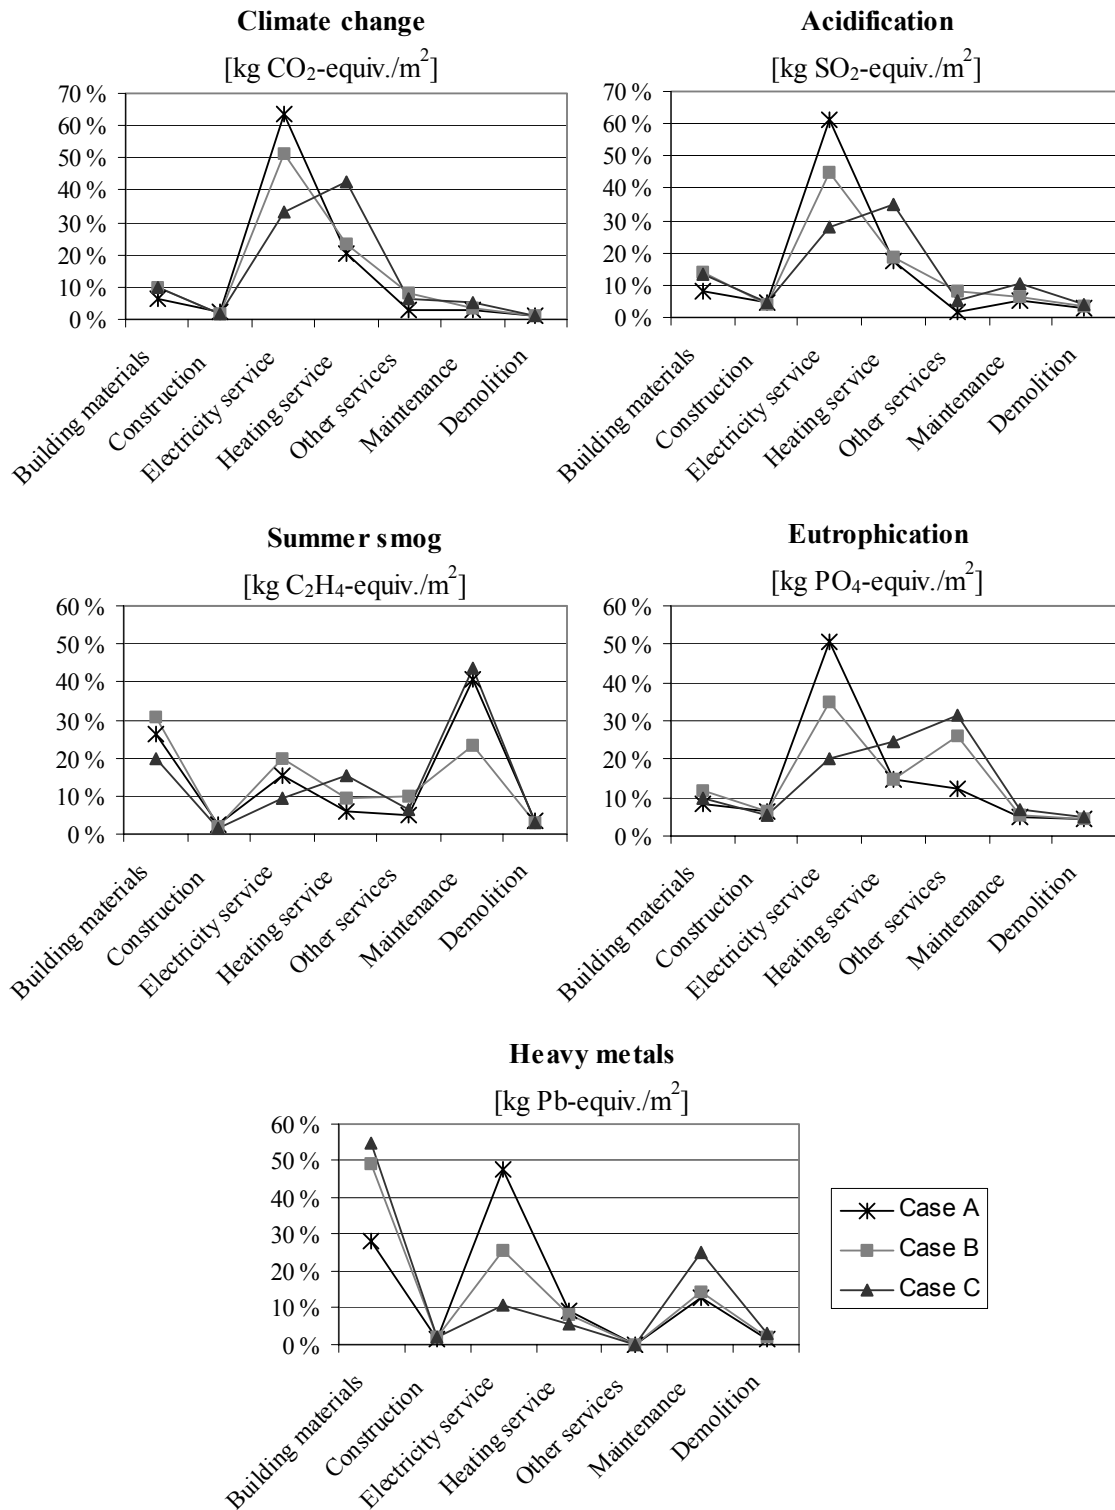 Climate change
[kg CO₂-equiv./m²]
70 %
60 %
50 %
40 %
30 %
20 %
10 %
0 %
Building materials
Construction
Electricity service
Heating service
Other services
Maintenance
Demolition
Acidification
[kg SO₂-equiv./m²]
70 %
60 %
50 %
40 %
30 %
20 %
10 %
0 %
Building materials
Construction
Electricity service
Heating service
Other services
Maintenance
Demolition
Summer smog
[kg C₂H₄-equiv./m²]
60 %
50 %
40 %
30 %
20 %
10 %
0 %
Building materials
Construction
Electricity service
Heating service
Other services
Maintenance
Demolition
Eutrophication
[kg PO₄-equiv./m²]
60 %
50 %
40 %
30 %
20 %
10 %
0 %
Building materials
Construction
Electricity service
Heating service
Other services
Maintenance
Demolition
Heavy metals
[kg Pb-equiv./m²]
60 %
50 %
40 %
30 %
20 %
10 %
0 %
Building materials
Construction
Electricity service
Heating service
Other services
Maintenance
Demolition
Case A
Case B
Case C